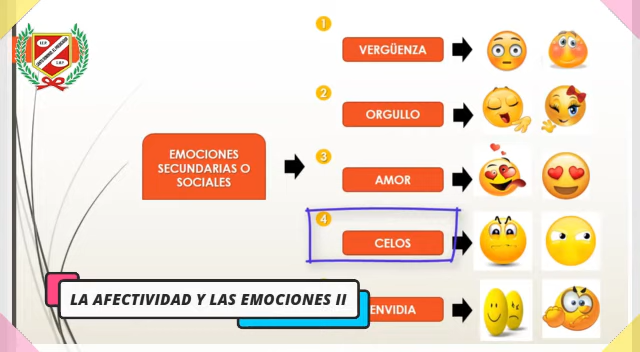 1
VERGÜENZA
2
ORGULLO
EMOCIONES
SECUNDARIAS O
SOCIALES
3
AMOR
4
CELOS
ENVIDIA
LA AFECTIVIDAD Y LAS EMOCIONES II